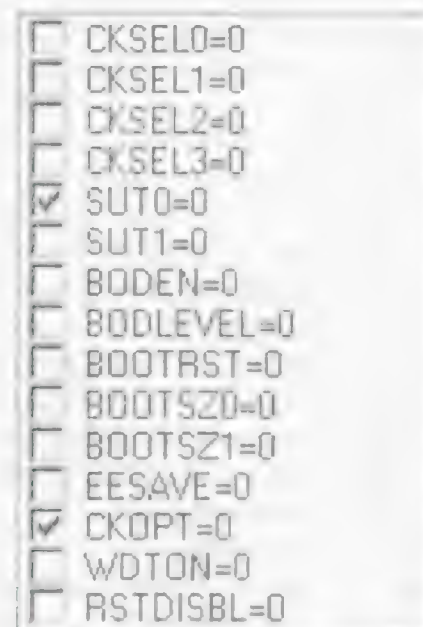 CKSEL0=0
CKSEL1=0
CKSEL2=0
CKSEL3=0
SUT0=0
SUT1=0
BODEN=0
BODLEVEL=0
BOOTRST=0
BOOTSZ0=0
BOOTSZ1=0
EESAVE=0
CKOPT=0
WDTON=0
RSTDISBL=0